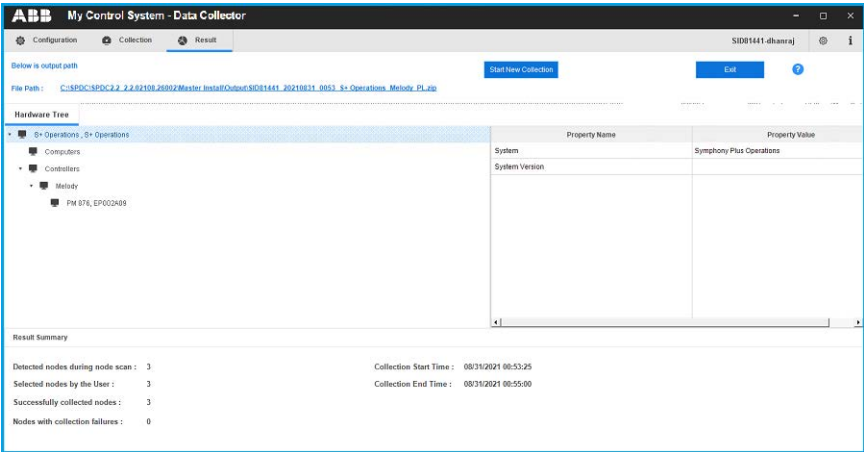 ABB My Control System - Data Collector
Configuration Collection Result SID81441-dhanraj
Below is output path Start New Collection Exit ?
File Path : C:\SPDC\SPDC2.2_2.2.02108.26002\Master Install\Output\SID81441_20210831_0053_S+ Operations_Melody_PL.zip
Hardware Tree
S+ Operations , S+ Operations
Computers
Controllers
Melody
PM 876, EP002A09
Property Name Property Value
System Symphony Plus Operations
System Version
Result Summary
Detected nodes during node scan : 3 Collection Start Time : 08/31/2021 00:53:25
Selected nodes by the User : 3 Collection End Time : 08/31/2021 00:55:00
Successfully collected nodes : 3
Nodes with collection failures : 0